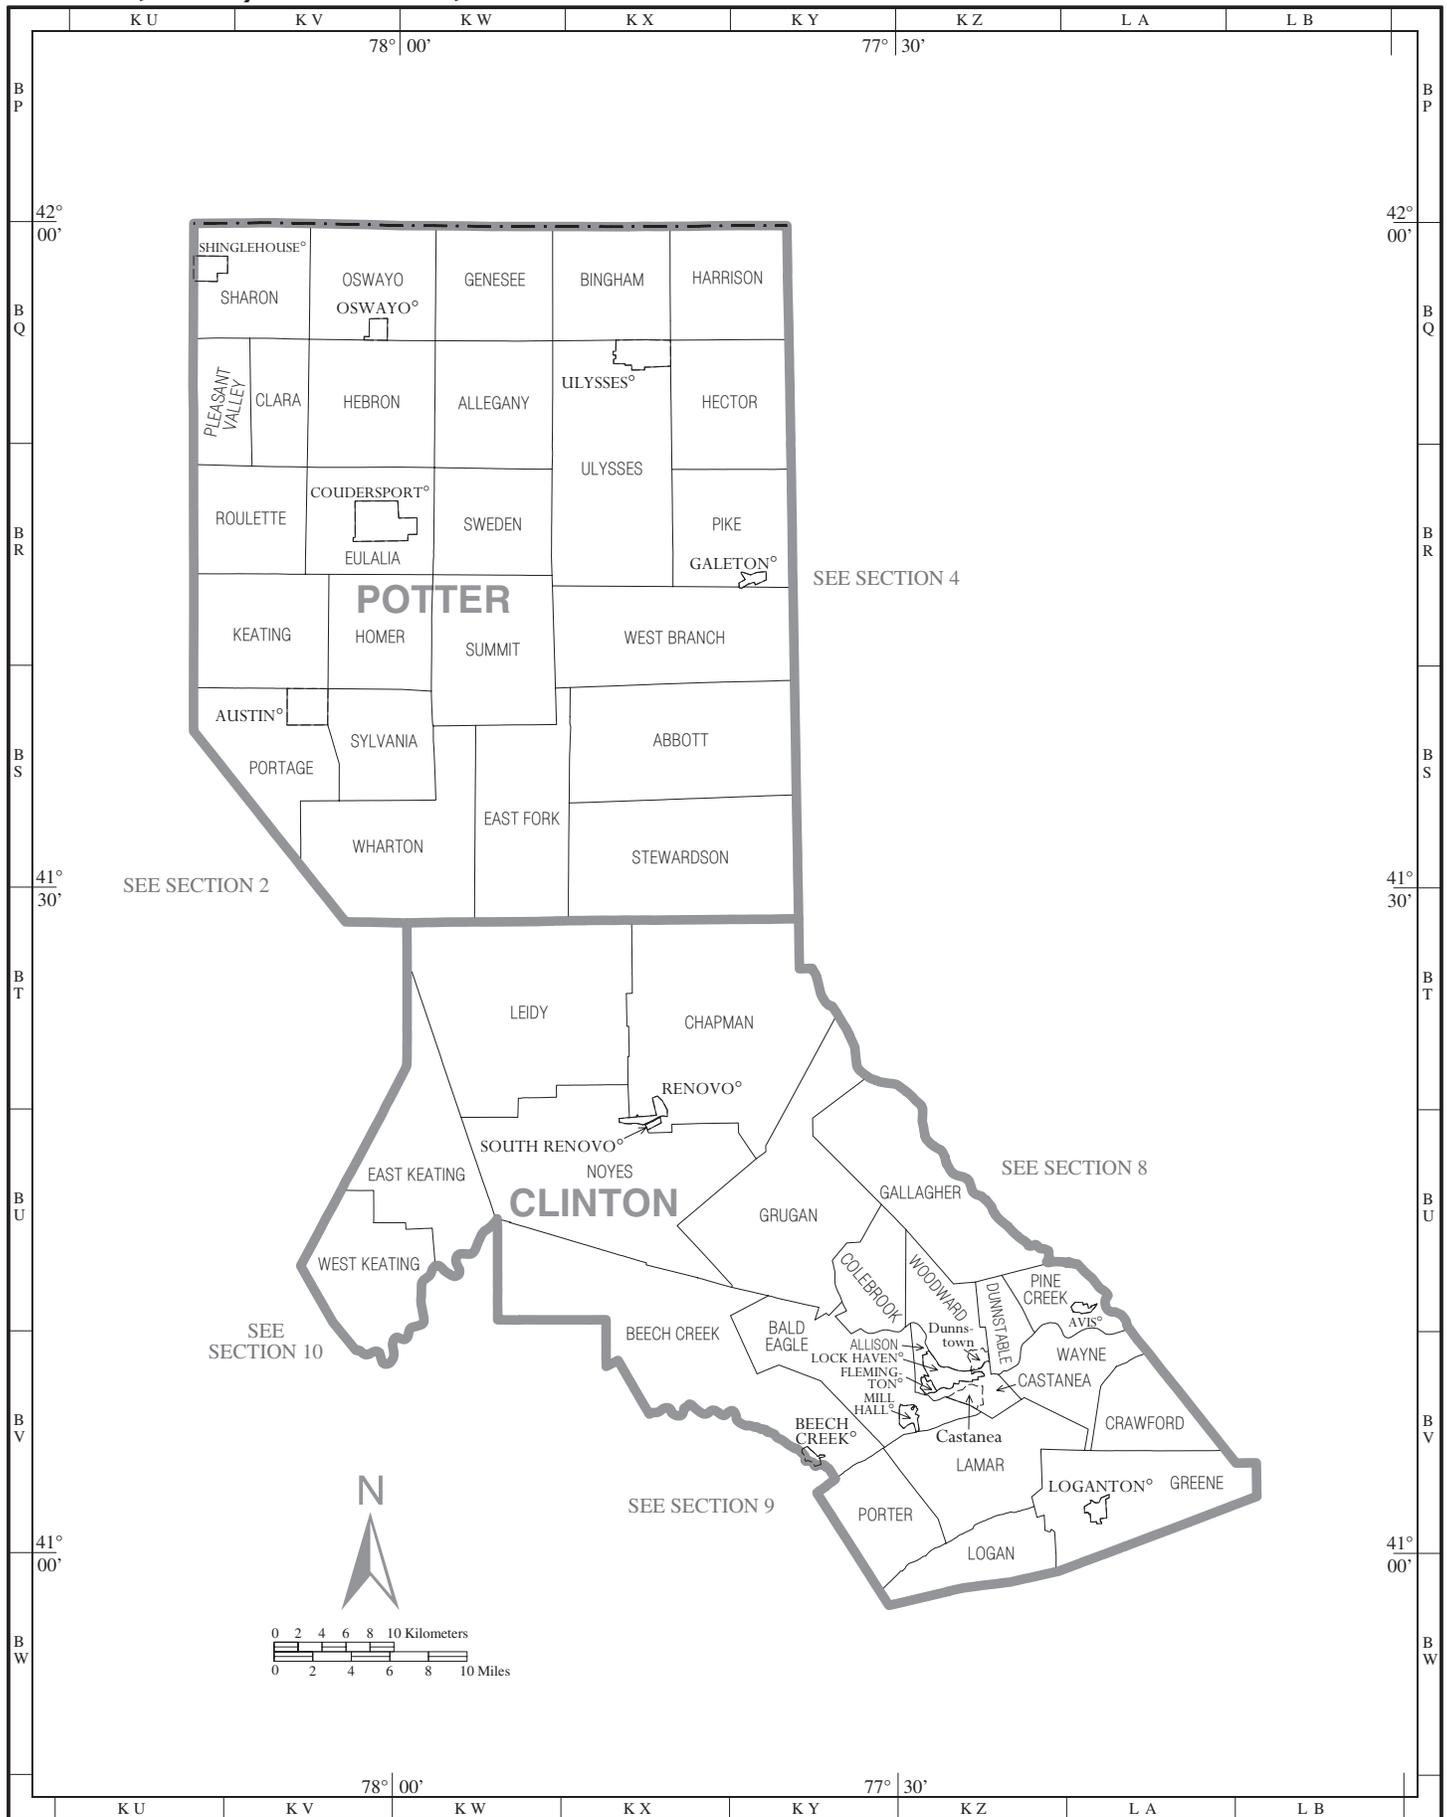 KU KV KW KX KY KZ LA LB
78° 00’ 77° 30’
BP BP
42° 00’ 42° 00’
SHINGLEHOUSE°
SHARON
OSWAYO
OSWAYO°
GENESEE
BINGHAM
HARRISON
BQ BQ
PLEASANT
VALLEY
CLARA
HEBRON
ALLEGANY
ULYSSES°
HECTOR
ULYSSES
ROULETTE
COUDERSPORT°
EULALIA
SWEDEN
PIKE
GALETON°
BR BR
SEE SECTION 4
POTTER
KEATING
HOMER
SUMMIT
WEST BRANCH
AUSTIN°
SYLVANIA
ABBOTT
PORTAGE
BS BS
EAST FORK
WHARTON
STEWARDSON
SEE SECTION 2
41° 30’ 41° 30’
BT BT
LEIDY
CHAPMAN
RENOVO°
SOUTH RENOVO°
NOYES
EAST KEATING
CLINTON
SEE SECTION 8
GALLAGHER
GRUGAN
BU BU
WEST KEATING
COLEBROOK
WOODWARD
DUNNSTABLE
PINE
CREEK
AVIS°
SEE
SECTION 10
BEECH CREEK
BALD
EAGLE
Dunns-
town
ALLISON
LOCK HAVEN°
FLEMING-
TON°
MILL
HALL°
WAYNE
CASTANEA
BEECH
CREEK°
Castanea
CRAWFORD
BV BV
LAMAR
LOGANTON°
GREENE
SEE SECTION 9
PORTER
LOGAN
N
41° 00’ 41° 00’
0 2 4 6 8 10 Kilometers
0 2 4 6 8 10 Miles
BW BW
78° 00’ 77° 30’
KU KV KW KX KY KZ LA LB